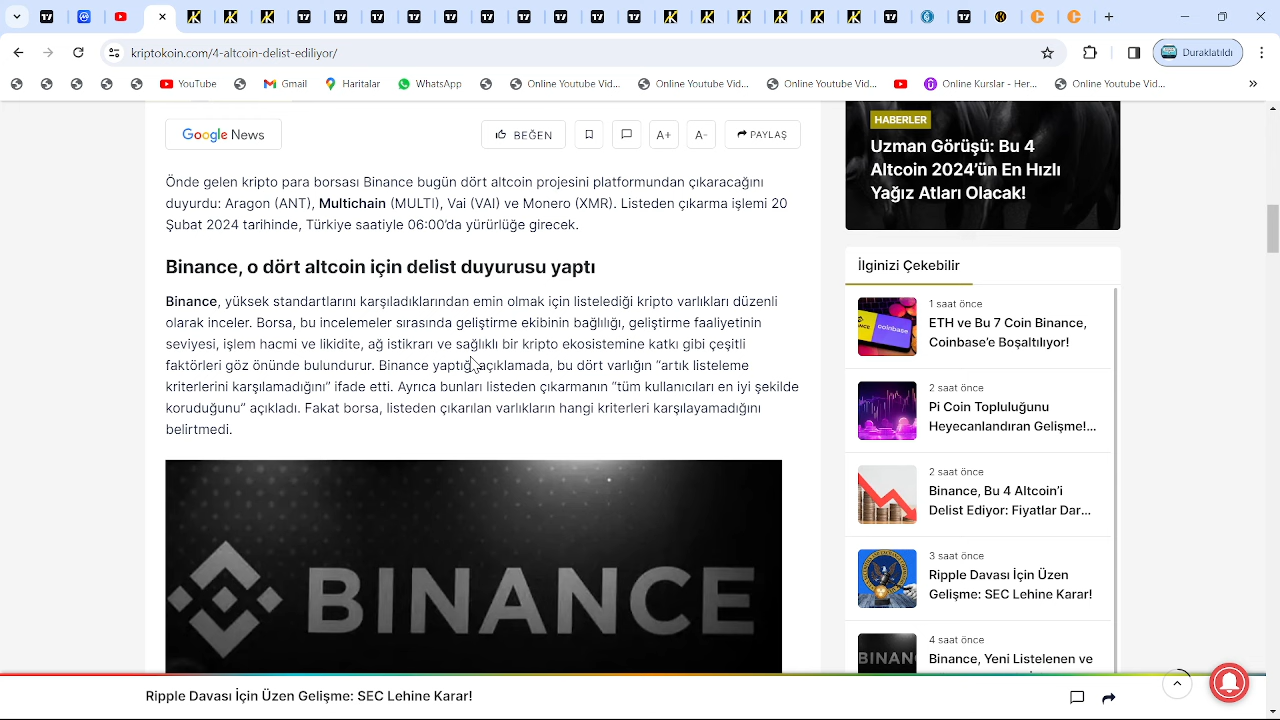 kriptokoin.com/4-altcoin-delist-ediliyor/
Duraklatıldı
YouTube
Gmail
Haritalar
WhatsApp
Online Youtube Vid...
Online Youtube Vid...
Online Youtube Vid...
Online Kurslar - Her...
Online Youtube Vid...
Google News
BEĞEN
A+
A-
PAYLAŞ
Önde gelen kripto para borsası Binance bugün dört altcoin projesini platformundan çıkaracağını
duyurdu: Aragon (ANT), Multichain (MULTI), Vai (VAI) ve Monero (XMR). Listeden çıkarma işlemi 20
Şubat 2024 tarihinde, Türkiye saatiyle 06:00'da yürürlüğe girecek.
Binance, o dört altcoin için delist duyurusu yaptı
Binance, yüksek standartlarını karşıladıklarından emin olmak için listelediği kripto varlıkları düzenli
olarak inceler. Borsa, bu incelemeler sırasında geliştirme ekibinin bağlılığı, geliştirme faaliyetinin
seviyesi, işlem hacmi ve likidite, ağ istikrarı ve sağlıklı bir kripto ekosistemine katkı gibi çeşitli
faktörleri göz önünde bulundurur. Binance yaptığı açıklamada, bu dört varlığın “artık listeleme
kriterlerini karşılamadığını” ifade etti. Ayrıca bunları listeden çıkarmanın “tüm kullanıcıları en iyi şekilde
koruduğunu” açıkladı. Fakat borsa, listeden çıkarılan varlıkların hangi kriterleri karşılayamadığını
belirtmedi.
BINANCE
HABERLER
Uzman Görüşü: Bu 4
Altcoin 2024'ün En Hızlı
Yağız Atları Olacak!
İlginizi Çekebilir
1 saat önce
ETH ve Bu 7 Coin Binance,
Coinbase'e Boşaltılıyor!
coinbase
2 saat önce
Pi Coin Topluluğunu
Heyecanlandıran Gelişme!...
2 saat önce
Binance, Bu 4 Altcoin'i
Delist Ediyor: Fiyatlar Dar...
3 saat önce
Ripple Davası İçin Üzen
Gelişme: SEC Lehine Karar!
4 saat önce
Binance, Yeni Listelenen ve
BINAN
Ripple Davası İçin Üzen Gelişme: SEC Lehine Karar!